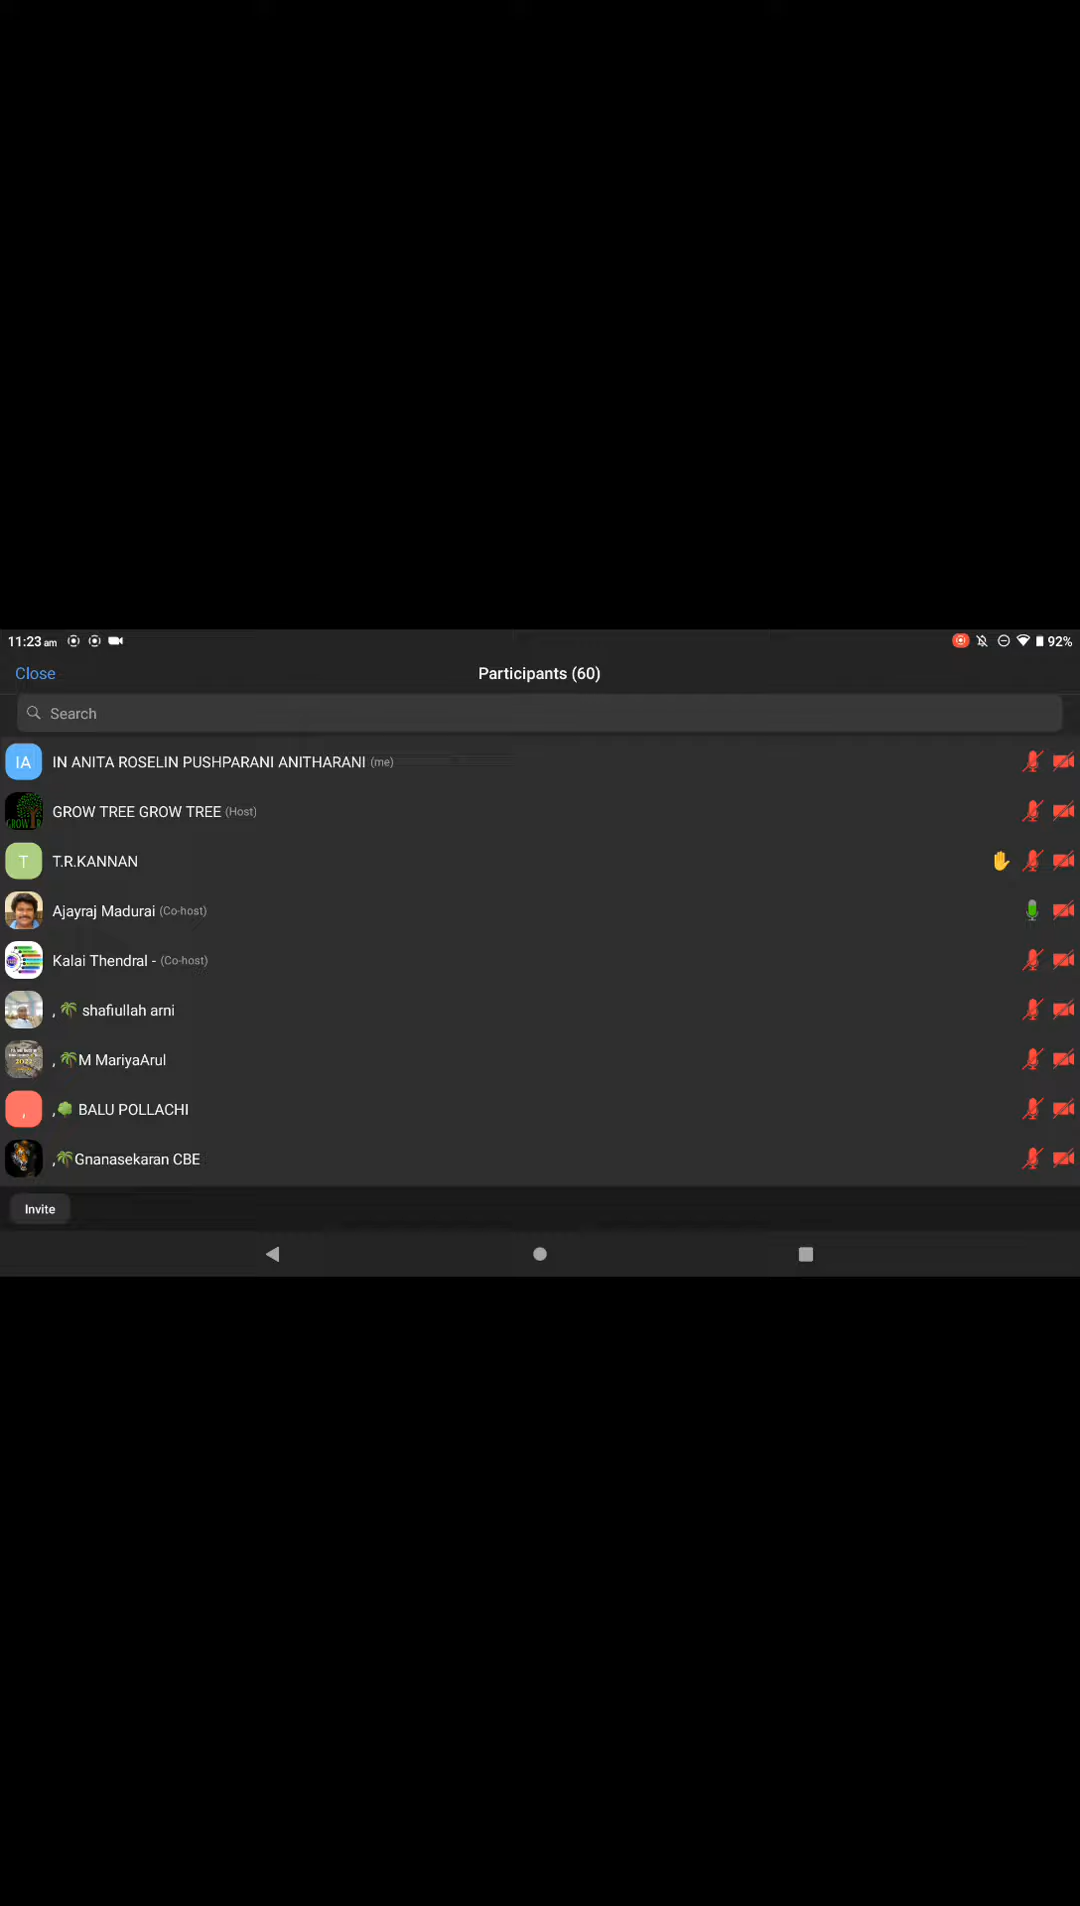 11:23 am 92%
Close Participants (60)
Search
IA IN ANITA ROSELIN PUSHPARANI ANITHARANI (me)
GROW TREE GROW TREE (Host)
T T.R.KANNAN
Ajayraj Madurai (Co-host)
Kalai Thendral - (Co-host)
, 🌴 shafiullah arni
, 🌴M MariyaArul
, ,🌳 BALU POLLACHI
,🌴Gnanasekaran CBE
Invite